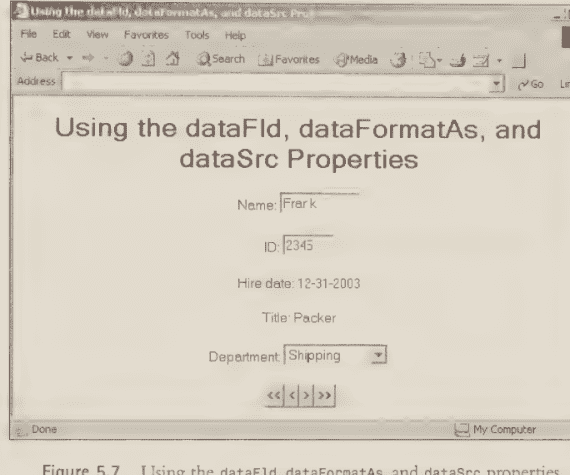 Using the dataFld, dataFormatAs, and dataSrc Pro
File Edit View Favorites Tools Help
Back Search Favorites Media
Address Go
Using the dataFld, dataFormatAs, and
dataSrc Properties
Name: Frank
ID: 2345
Hire date: 12-31-2003
Title: Packer
Department: Shipping
<< < > >>
Done My Computer
Figure 5.7 Using the dataFld, dataFormatAs, and dataSrc properties